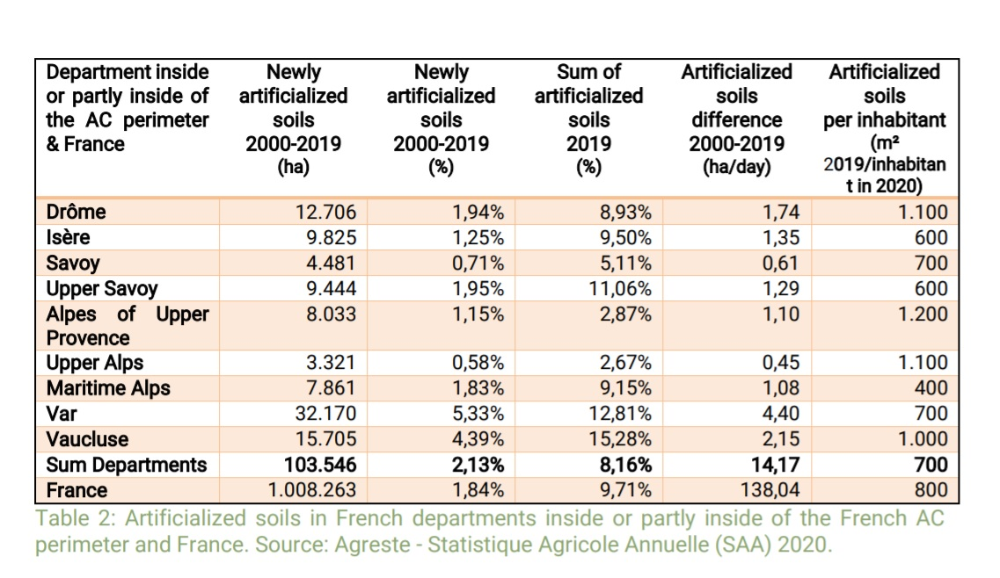 Department inside or partly inside of the AC perimeter & France | Newly artificialized soils 2000-2019 (ha) | Newly artificialized soils 2000-2019 (%) | Sum of artificialized soils 2019 (%) | Artificialized soils difference 2000-2019 (ha/day) | Artificialized soils per inhabitant (m² 2019/inhabitan t in 2020)
Drôme | 12.706 | 1,94% | 8,93% | 1,74 | 1.100
Isère | 9.825 | 1,25% | 9,50% | 1,35 | 600
Savoy | 4.481 | 0,71% | 5,11% | 0,61 | 700
Upper Savoy | 9.444 | 1,95% | 11,06% | 1,29 | 600
Alpes of Upper Provence | 8.033 | 1,15% | 2,87% | 1,10 | 1.200
Upper Alps | 3.321 | 0,58% | 2,67% | 0,45 | 1.100
Maritime Alps | 7.861 | 1,83% | 9,15% | 1,08 | 400
Var | 32.170 | 5,33% | 12,81% | 4,40 | 700
Vaucluse | 15.705 | 4,39% | 15,28% | 2,15 | 1.000
Sum Departments | 103.546 | 2,13% | 8,16% | 14,17 | 700
France | 1.008.263 | 1,84% | 9,71% | 138,04 | 800
Table 2: Artificialized soils in French departments inside or partly inside of the French AC
perimeter and France. Source: Agreste - Statistique Agricole Annuelle (SAA) 2020.